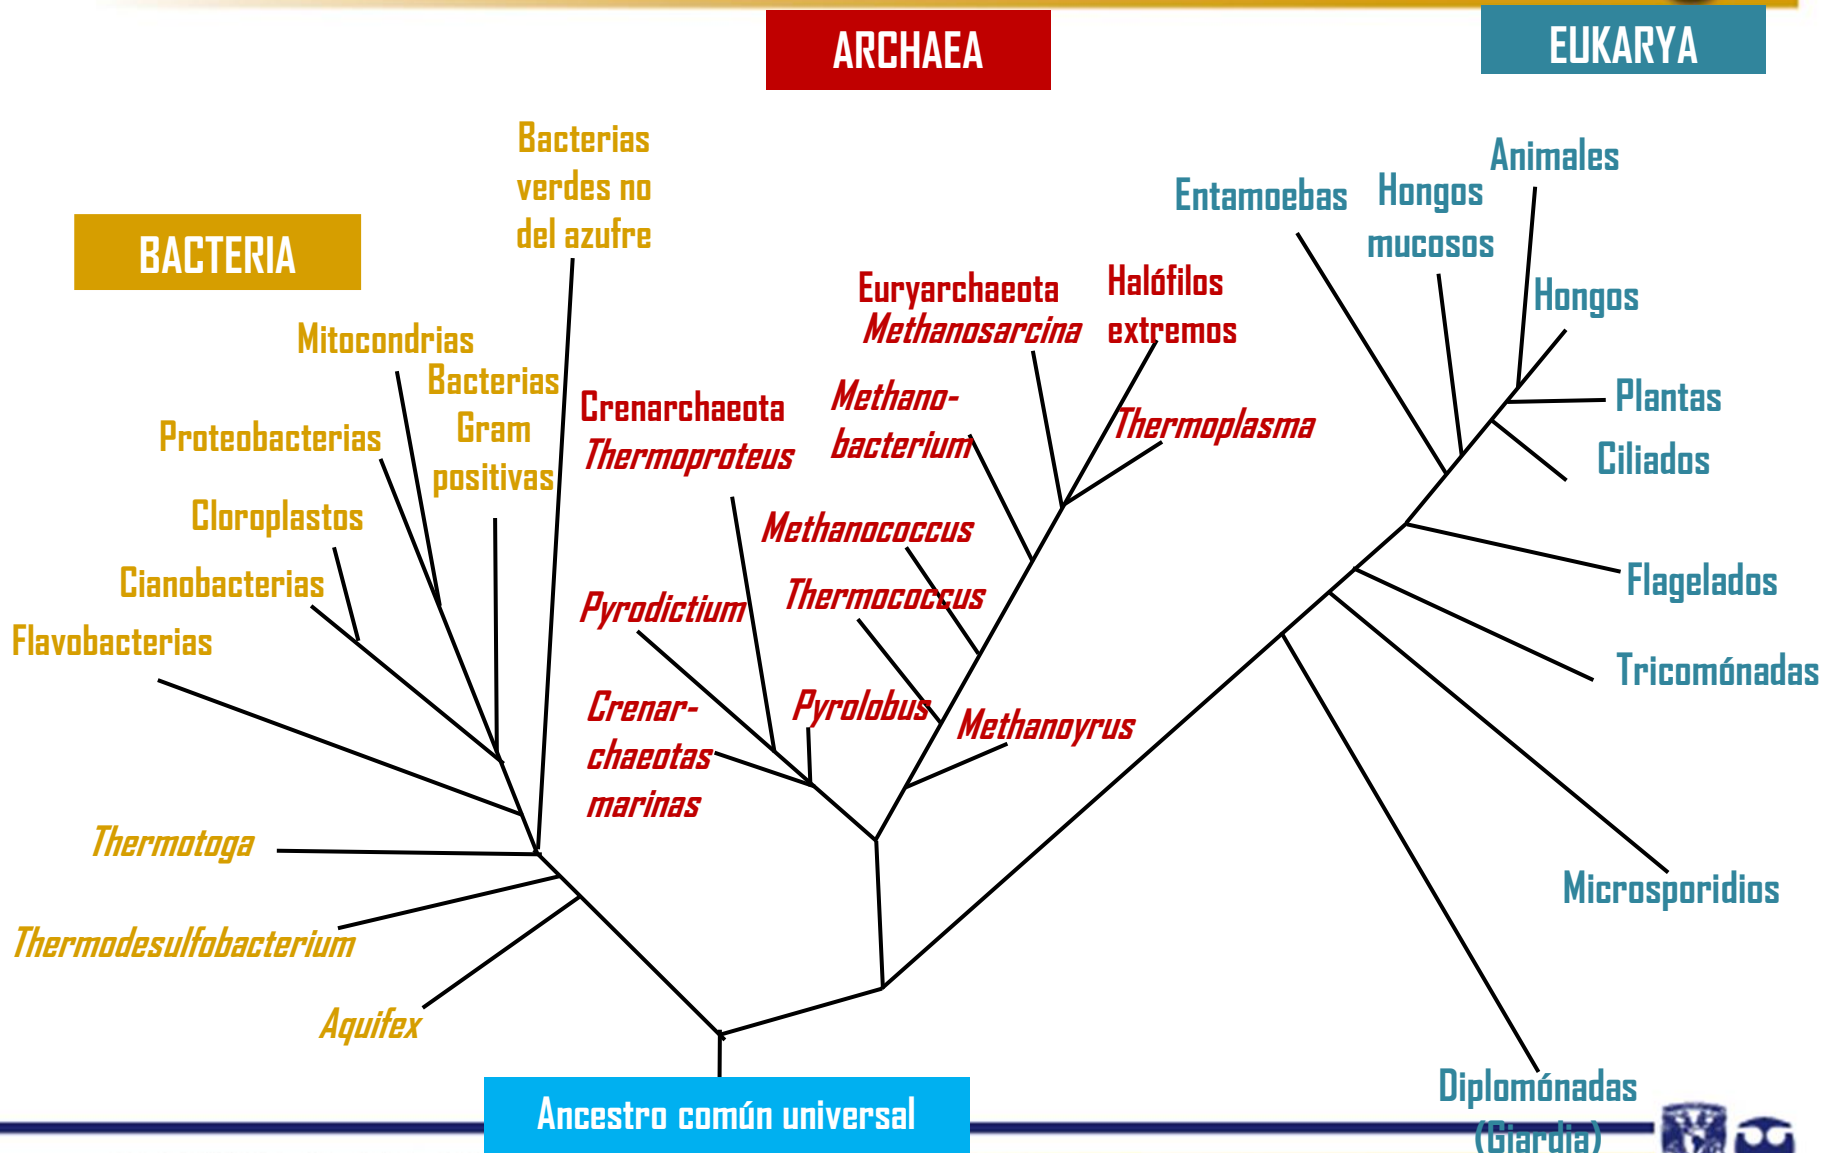 ARCHAEA
EUKARYA
BACTERIA
Bacterias
verdes no
del azufre
Mitocondrias
Bacterias
Gram
positivas
Proteobacterias
Cloroplastos
Cianobacterias
Flavobacterias
Thermotoga
Thermodesulfobacterium
Aquifex
Crenarchaeota
Thermoproteus
Pyrodictium
Crenar-
chaeotas
marinas
Pyrolobus
Euryarchaeota
Methanosarcina
Halófilos
extremos
Methano-
bacterium
Thermoplasma
Methanococcus
Thermococcus
Methanoyrus
Entamoebas
Hongos
mucosos
Animales
Hongos
Plantas
Ciliados
Flagelados
Tricomónadas
Microsporidios
Diplomónadas
(Giardia)
Ancestro común universal